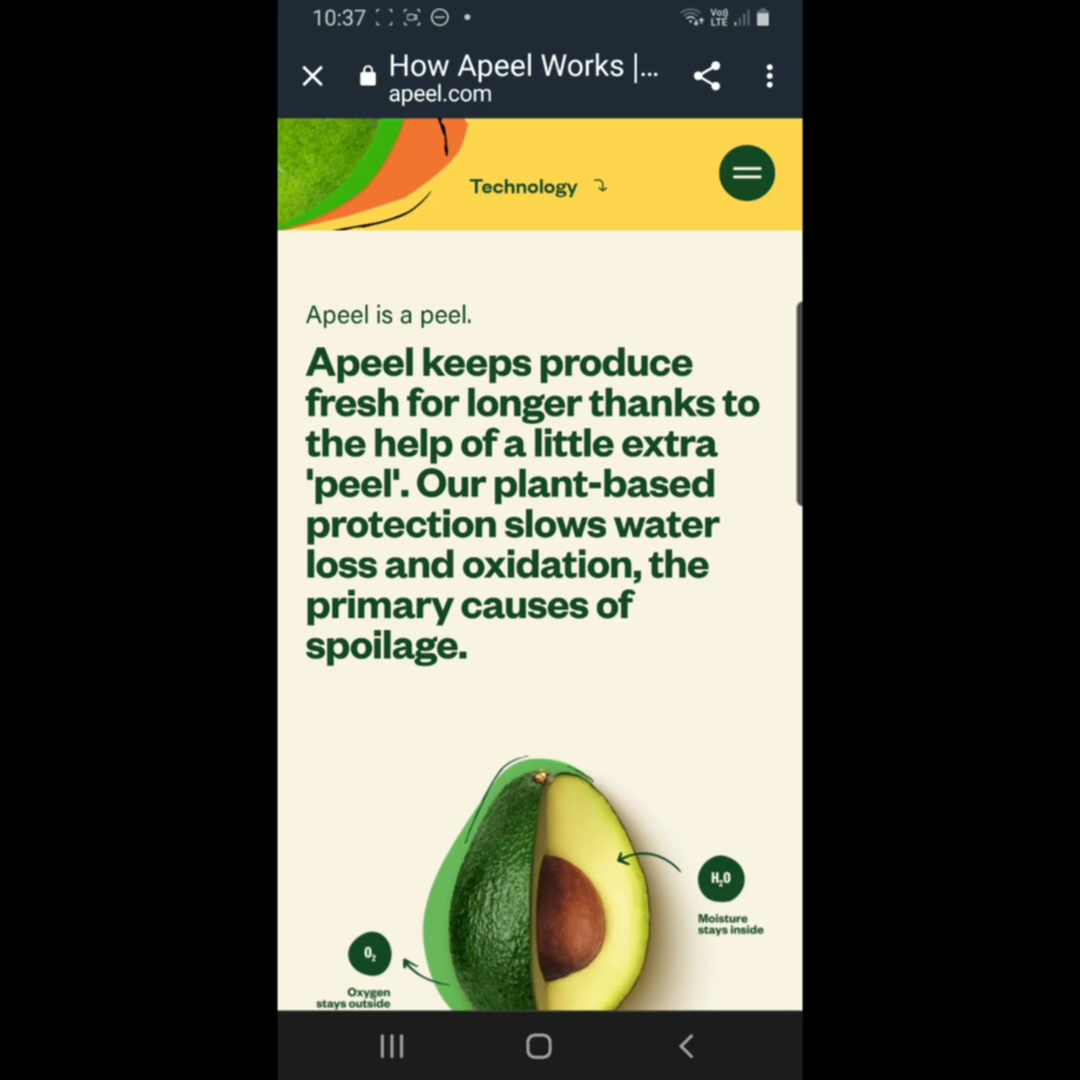 10:37
Vo)) LTE
How Apeel Works |...
apeel.com
Technology
Apeel is a peel.
Apeel keeps produce
fresh for longer thanks to
the help of a little extra
'peel'. Our plant-based
protection slows water
loss and oxidation, the
primary causes of
spoilage.
H₂O
Moisture
stays inside
O₂
Oxygen
stays outside